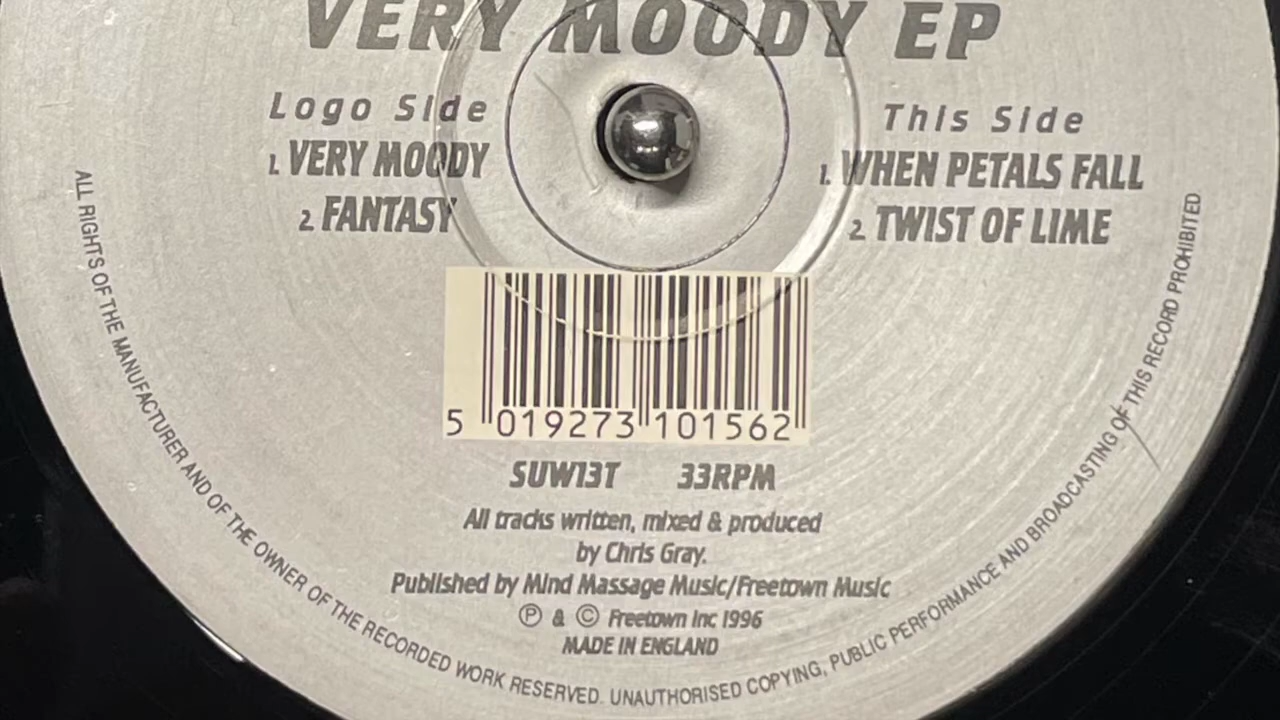 VERY MOODY EP
Logo Side
1. VERY MOODY
2. FANTASY
This Side
1. WHEN PETALS FALL
2. TWIST OF LIME
5 019273 101562
SUW13T 33RPM
All tracks written, mixed & produced
by Chris Gray.
Published by Mind Massage Music/Freetown Music
Ⓟ & © Freetown Inc 1996
MADE IN ENGLAND
ALL RIGHTS OF THE MANUFACTURER AND OF THE OWNER OF THE RECORDED WORK RESERVED. UNAUTHORISED COPYING, PUBLIC PERFORMANCE AND BROADCASTING OF THIS RECORD PROHIBITED